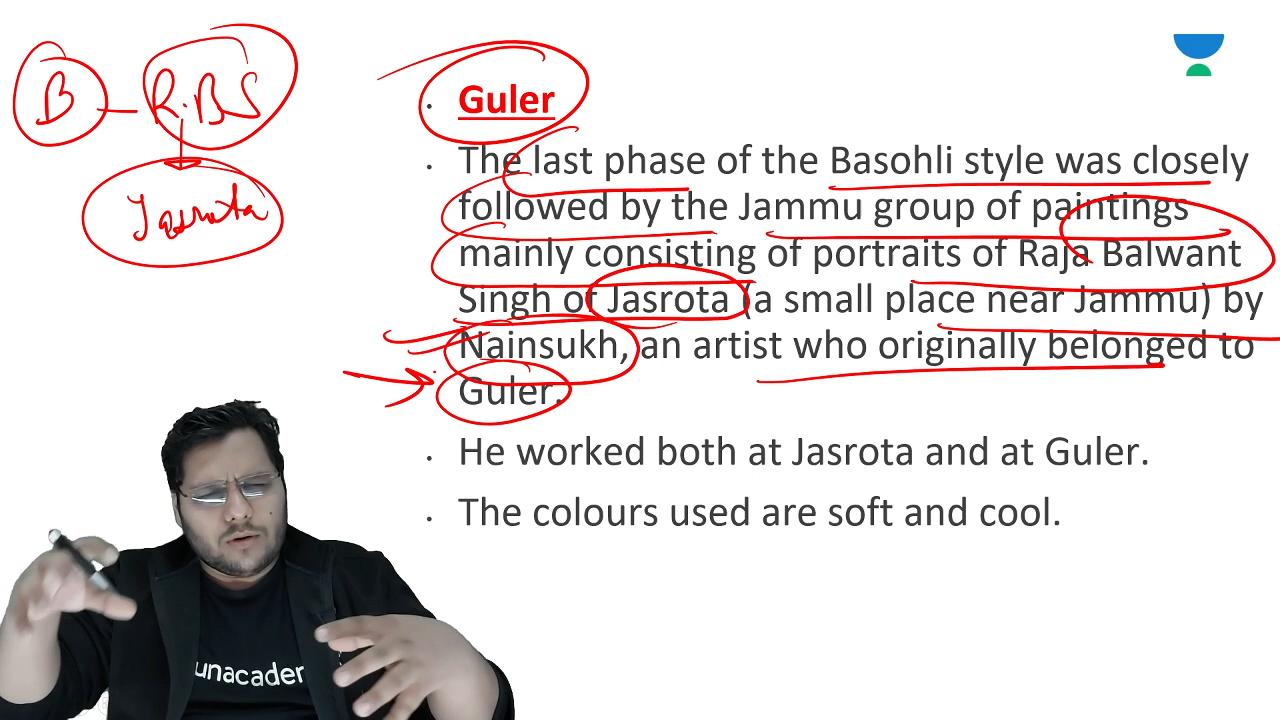 B - R.BS
Jasrota
• Guler
• The last phase of the Basohli style was closely
followed by the Jammu group of paintings
mainly consisting of portraits of Raja Balwant
Singh of Jasrota (a small place near Jammu) by
Nainsukh, an artist who originally belonged to
Guler.
• He worked both at Jasrota and at Guler.
• The colours used are soft and cool.
unacader